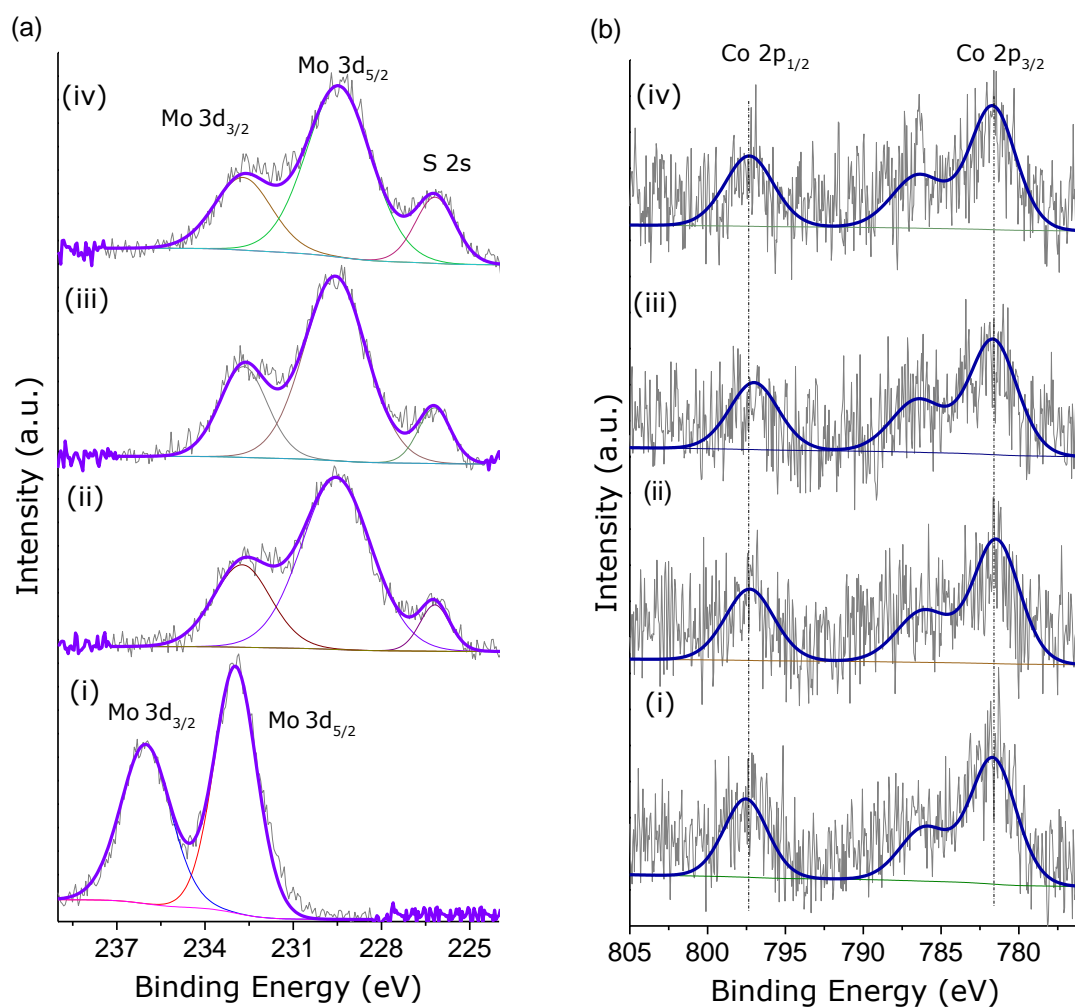 (a)
(iv)
Mo 3d3/2
Mo 3d5/2
S 2s
(iii)
(ii)
(i)
Mo 3d3/2
Mo 3d5/2
Intensity (a.u.)
237 234 231 228 225
Binding Energy (eV)
(b)
Co 2p1/2
Co 2p3/2
(iv)
(iii)
(ii)
(i)
Intensity (a.u.)
805 800 795 790 785 780
Binding Energy (eV)